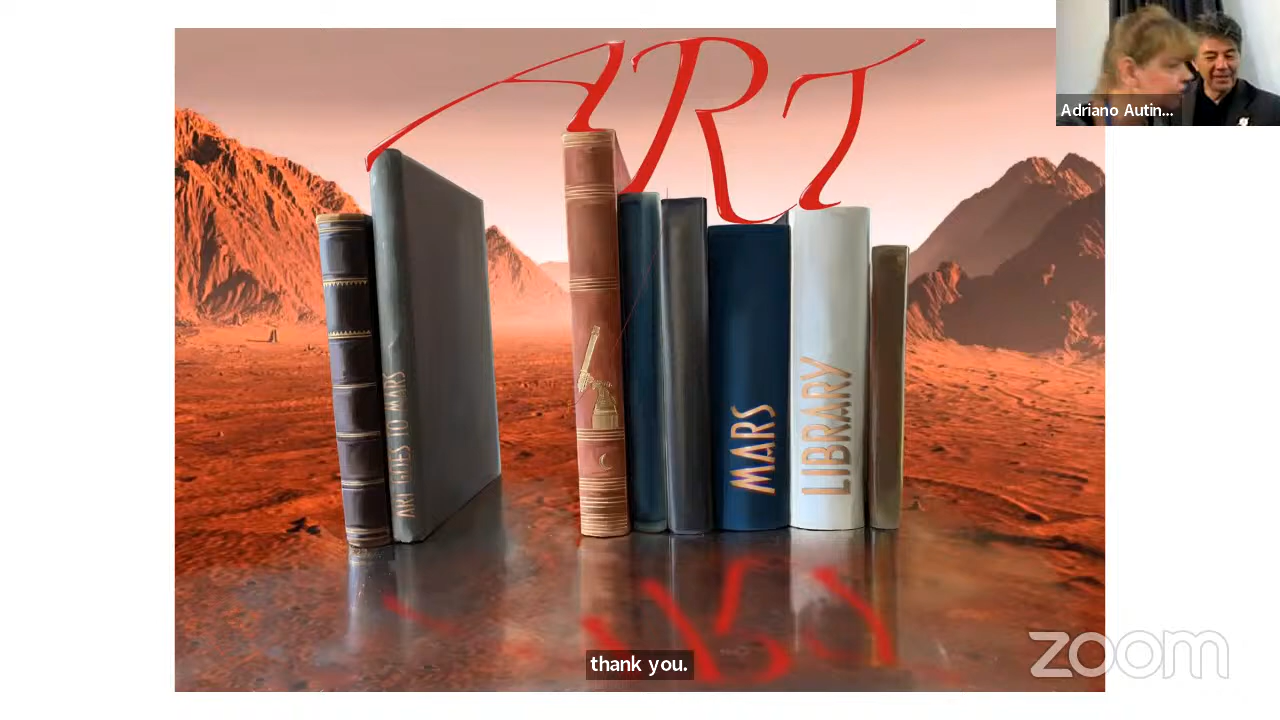 ART
Adriano Autin...
ART GOES TO MARS
MARS
LIBRARY
thank you.
zoom